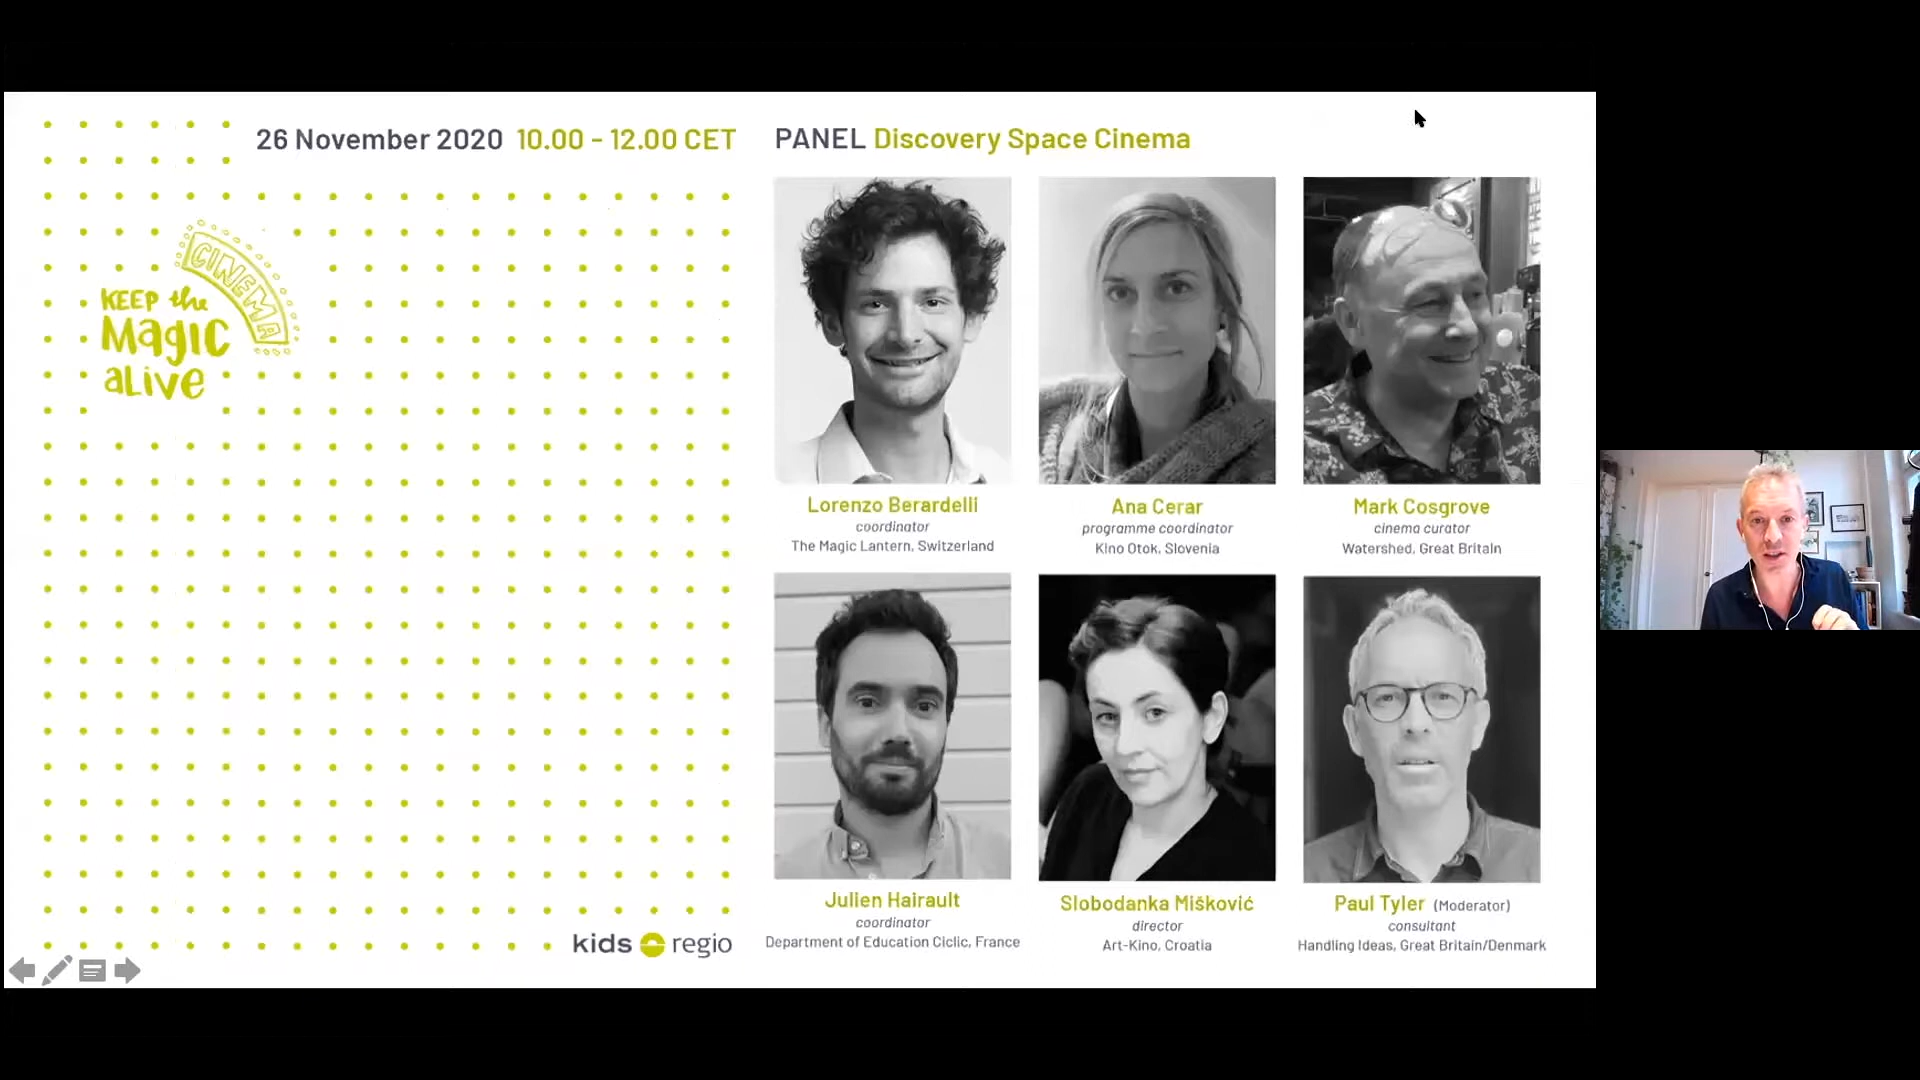 26 November 2020 10.00 - 12.00 CET
PANEL Discovery Space Cinema
CINEMA
KEEP the
MagiC
aLive
Lorenzo Berardelli
coordinator
The Magic Lantern, Switzerland
Ana Cerar
programme coordinator
Kino Otok, Slovenia
Mark Cosgrove
cinema curator
Watershed, Great Britain
Julien Hairault
coordinator
Department of Education Ciclic, France
Slobodanka Mišković
director
Art-Kino, Croatia
Paul Tyler (Moderator)
consultant
Handling Ideas, Great Britain/Denmark
kids regio